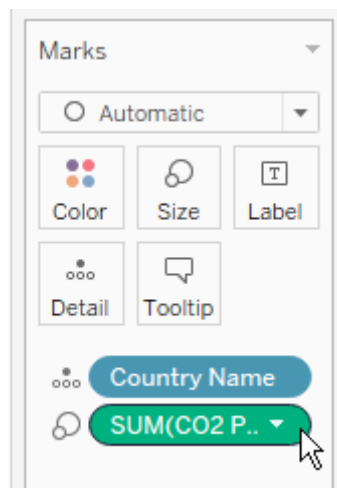 Marks
Automatic
Color Size Label
T
Detail Tooltip
Country Name
SUM(CO2 P..